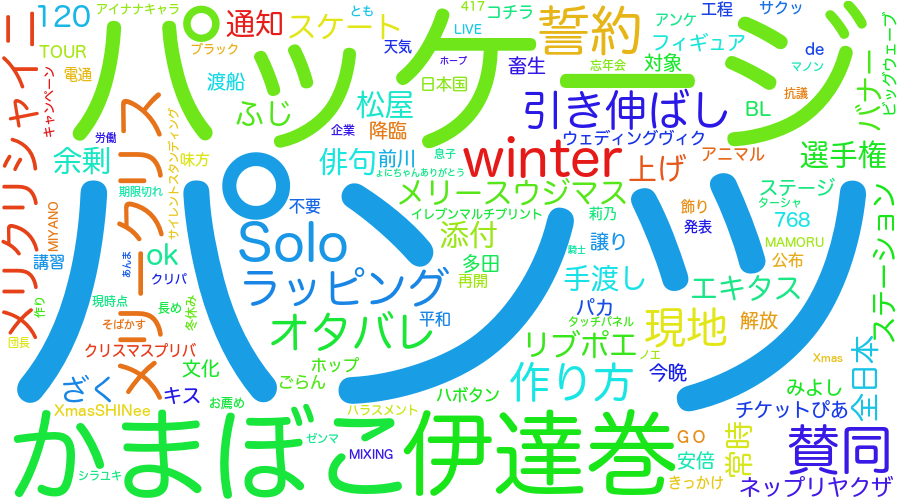 120
パッケージ
通知
アイナナキャラ
とも
417
コチラ
アンケ
工程
サクッ
スケート
LIVE
誓約
フィギュア
de
ビッグウェーブ
TOUR
ブラック
天気
ホープ
畜生
忘年会
対象
マノン
バナー
電通
渡船
日本国
キャンペーン
メリクリシャイニ
ふじ
松屋
引き伸ばし
BL
抗議
労働
企業
降臨
ウェディングヴィク
選手権
余剰
味方
俳句
前川
息子
winter
上げ
アニマル
メリークリスマス
サイレントスタンディング
期限切れ
よにちゃんありがとう
メリースウジマス
ステージ
ターシャ
パンツ
不要
イレブンマルチプリント
莉乃
飾り
768
MIYANO
Solo
添付
発表
ステーション
ok
騎士
譲り
MAMORU
講習
あんま
多田
公布
クリパ
ラッピング
再開
手渡し
エキタス
作り
現時点
長め
冬休み
パカ
そばかす
オタバレ
平和
タッチパネル
現地
解放
団長
クリスマスプリパ
リブポエ
ノエ
全日本
文化
ホップ
今晩
Xmas
ざく
キス
ごらん
作り方
みよし
ハボタン
XmasSHINee
お薦め
ハラスメント
チケットぴあ
かまぼこ
伊達巻
GO
常時
賛同
ゼンマ
MIXING
安倍
シラユキ
きっかけ
ネップリヤクザ